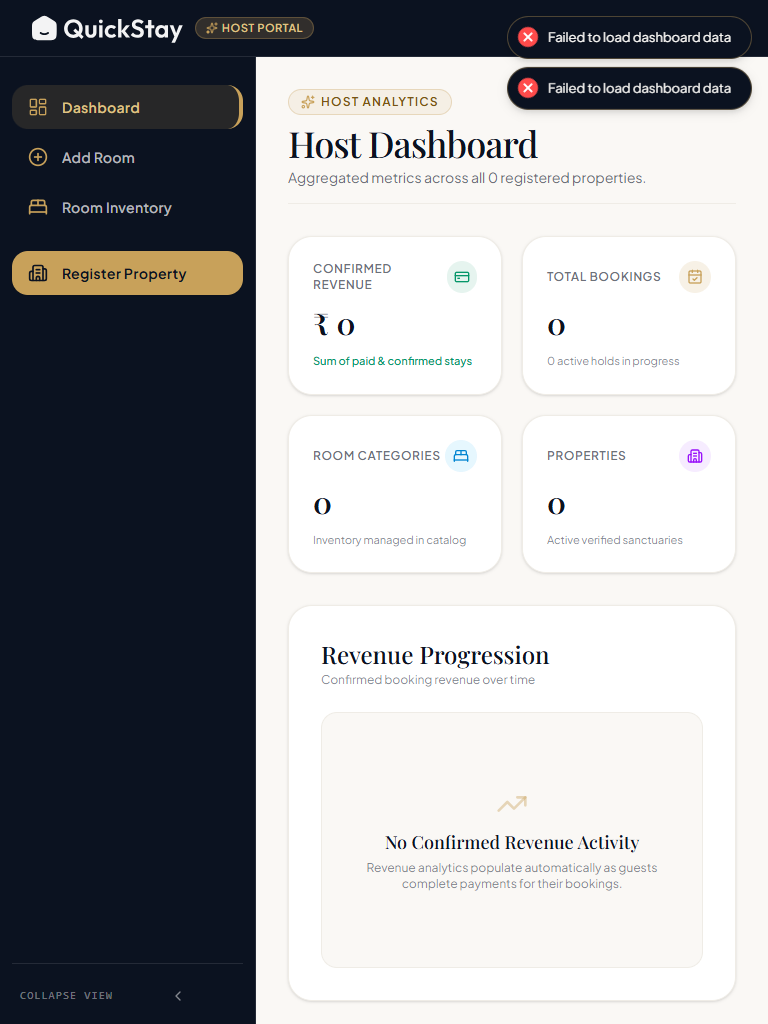 QuickStay
HOST PORTAL
Failed to load dashboard data
Failed to load dashboard data
Dashboard
Add Room
Room Inventory
Register Property
COLLAPSE VIEW
HOST ANALYTICS
Host Dashboard
Aggregated metrics across all 0 registered properties.
CONFIRMED
REVENUE
₹ 0
Sum of paid & confirmed stays
TOTAL BOOKINGS
0
0 active holds in progress
ROOM CATEGORIES
0
Inventory managed in catalog
PROPERTIES
0
Active verified sanctuaries
Revenue Progression
Confirmed booking revenue over time
No Confirmed Revenue Activity
Revenue analytics populate automatically as guests
complete payments for their bookings.